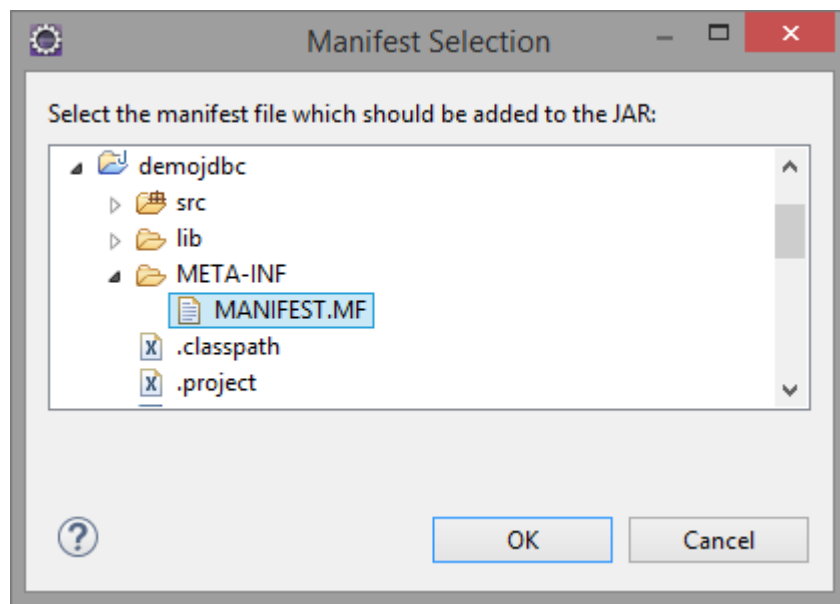 Manifest Selection
Select the manifest file which should be added to the JAR:
demojdbc
src
lib
META-INF
MANIFEST.MF
.classpath
.project
OK
Cancel